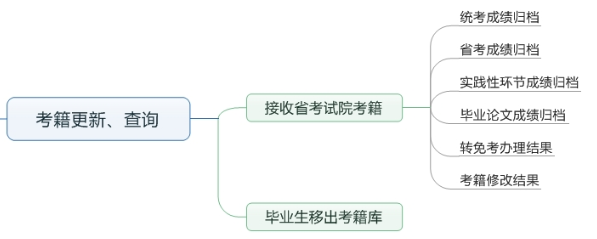 考籍更新、查询
接收省考试院考籍
统考成绩归档
省考成绩归档
实践性环节成绩归档
毕业论文成绩归档
转免考办理结果
考籍修改结果
毕业生移出考籍库